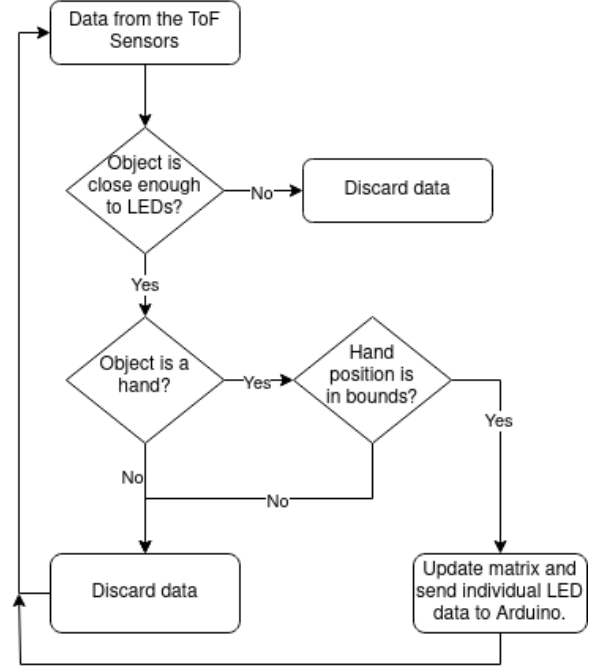 Data from the ToF
Sensors
Object is
close enough
to LEDs?
No
Discard data
Yes
Object is a
hand?
Yes
Hand
position is
in bounds?
Yes
No
No
Discard data
Update matrix and
send individual LED
data to Arduino.